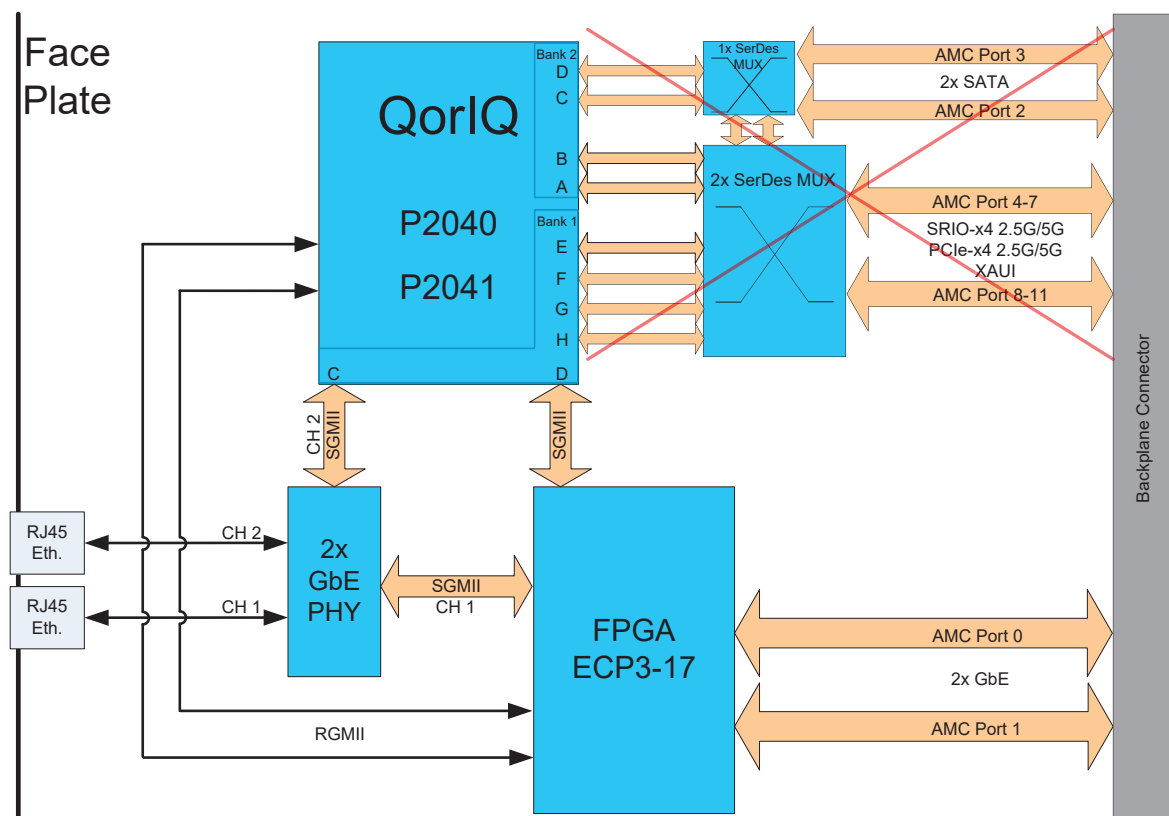 Face
Plate
QorIQ
P2040
P2041
Bank 2
D
C
B
A
Bank 1
E
F
G
H
C
D
1x SerDes
MUX
2x SerDes MUX
AMC Port 3
2x SATA
AMC Port 2
AMC Port 4-7
SRIO-x4 2.5G/5G
PCIe-x4 2.5G/5G
XAUI
AMC Port 8-11
Backplane Connector
CH 2
SGMII
SGMII
RJ45
Eth.
CH 2
RJ45
Eth.
CH 1
2x
GbE
PHY
SGMII
CH 1
FPGA
ECP3-17
AMC Port 0
2x GbE
AMC Port 1
RGMII